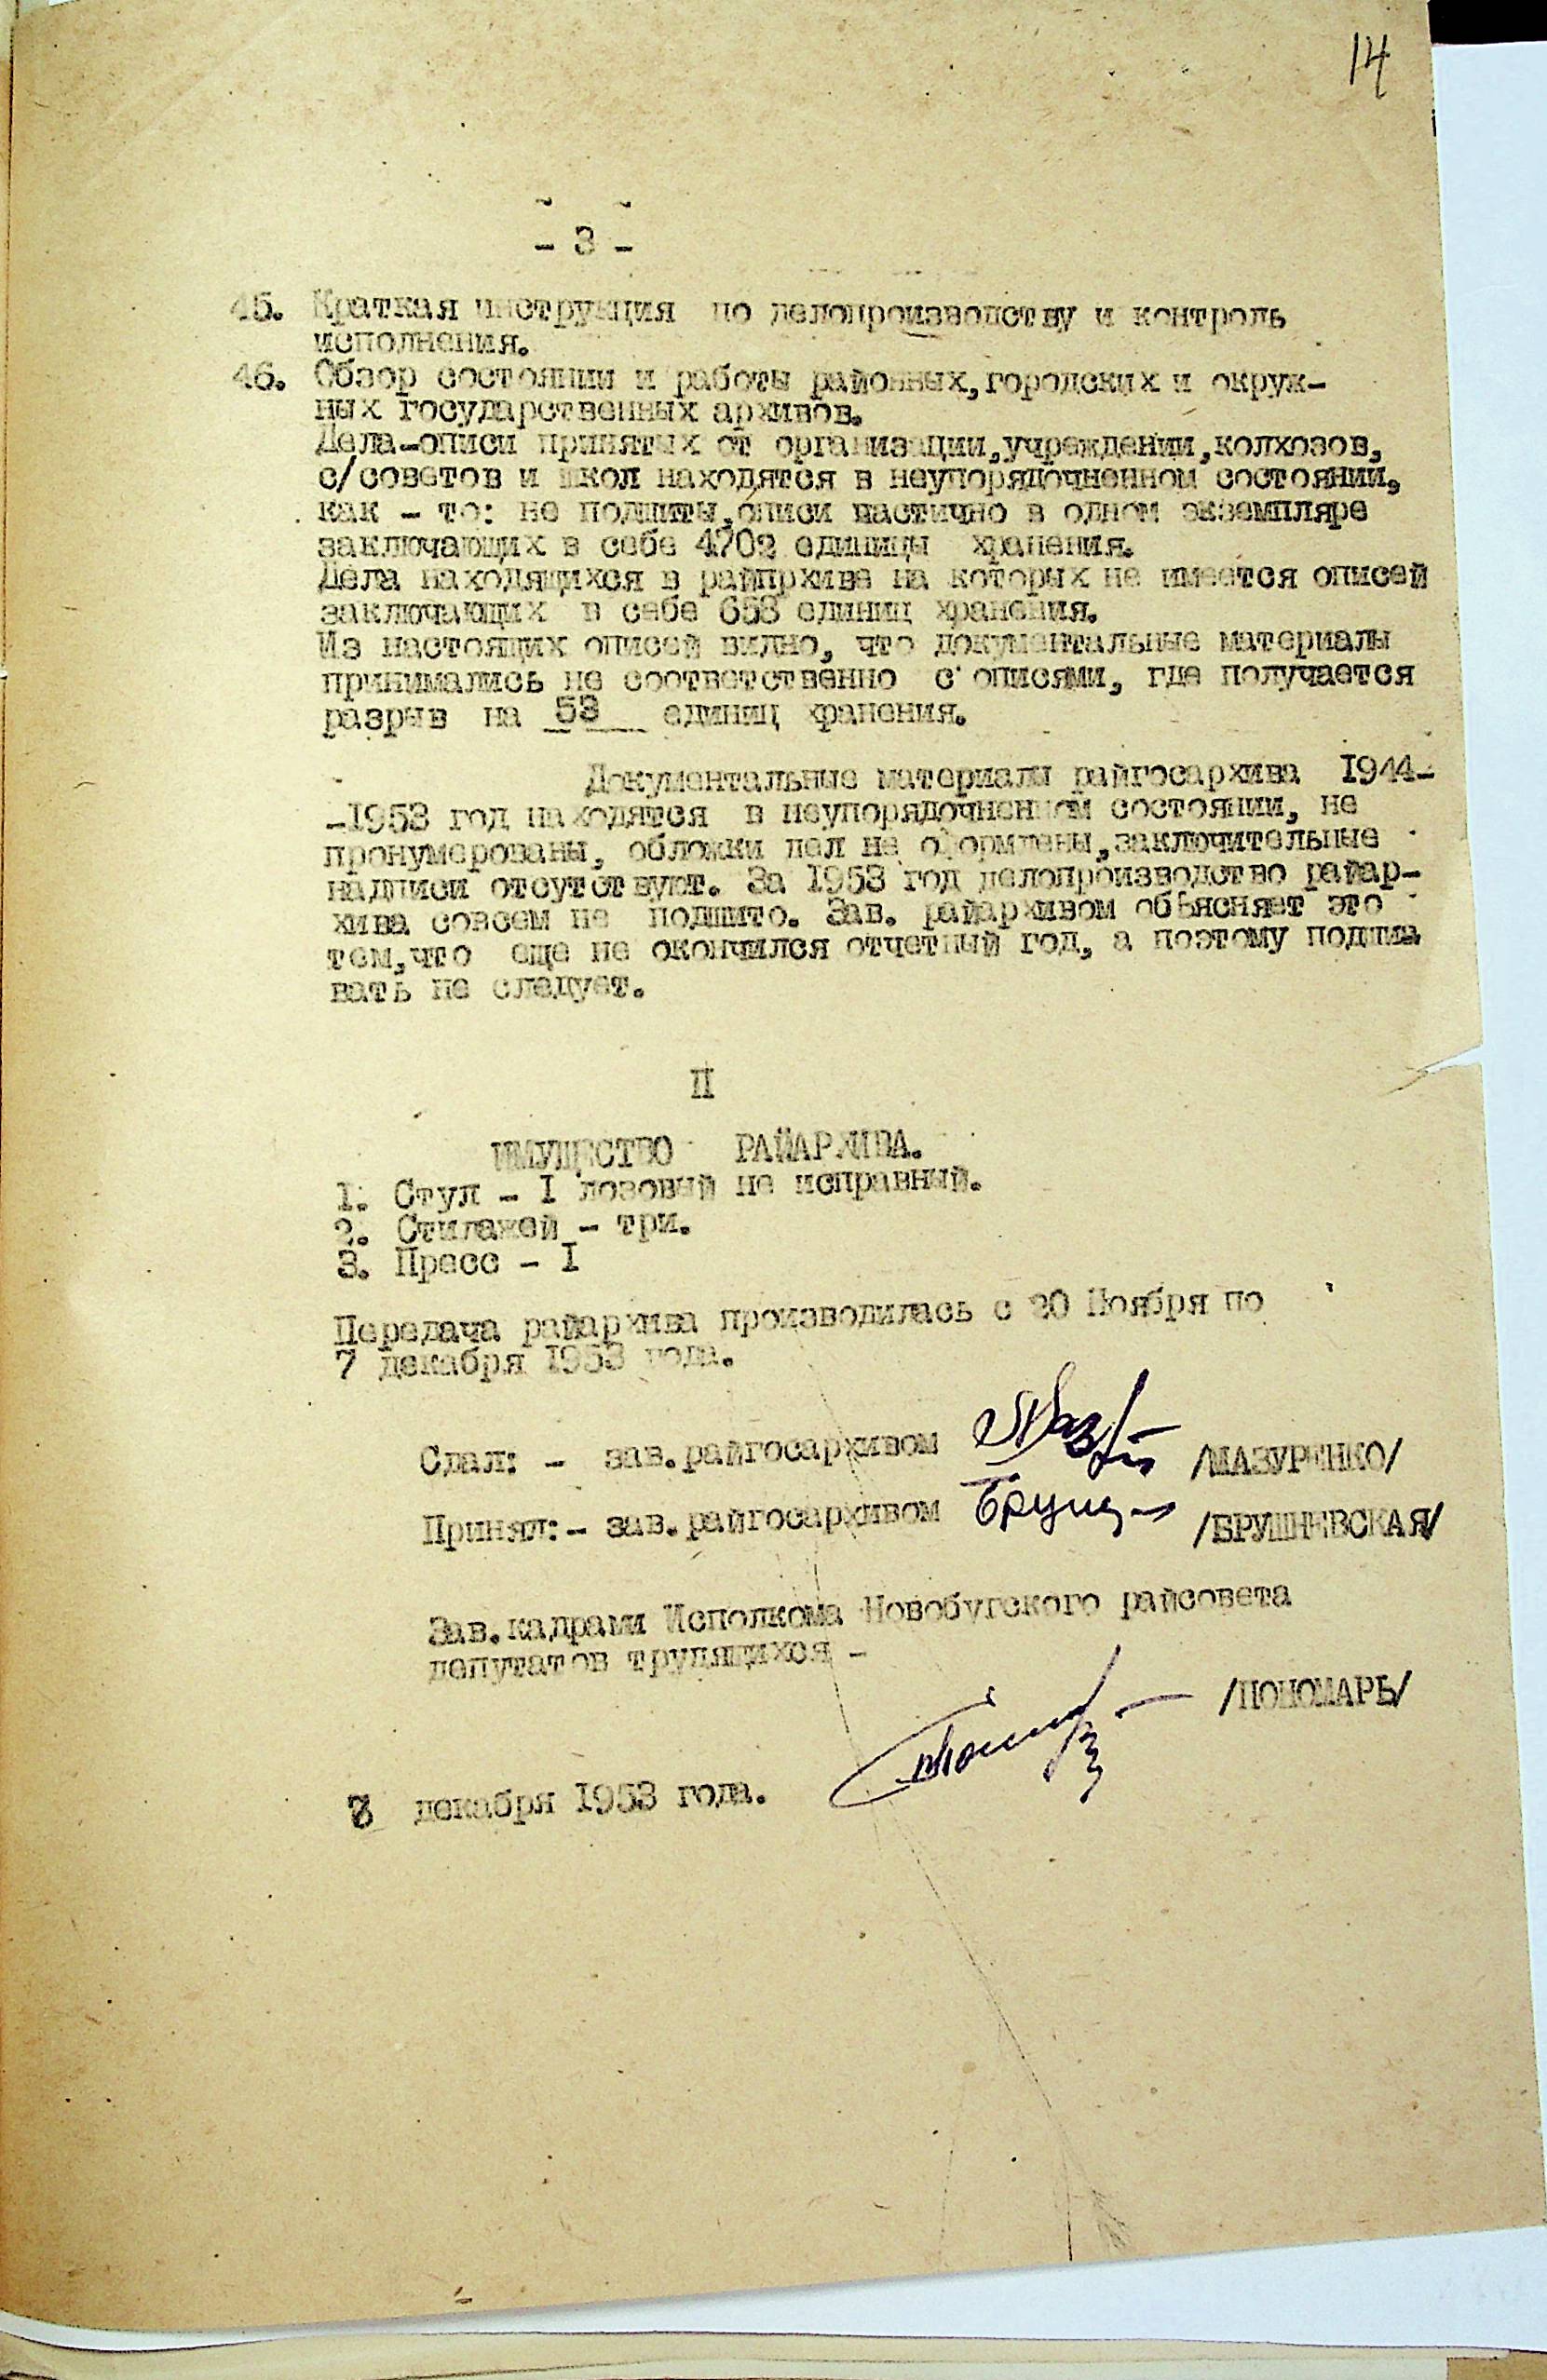 14
- 3 -
45. Краткая инструкция по делопроизводству и контроль
исполнения.
46. Обзор состоянии и работы районных,городских и окруж-
ных государственных архивов.
Дела-описи принятых от организации,учреждении,колхозов,
с/советов и школ находятся в неупорядочненном состоянии,
как - то: не подшиты,описи частично в одном экземпляре
заключающих в себе 4702 единицы хранения.
Дела находящихся в райпрхиве на которых не имеется описей
заключающих в себе 653 единиц хранения.
Из настоящих описей видно, что документальные материалы
принимались не соответственно с описями, где получается
разрыв на 53 единиц хранения.
Документальные материалы райгосархива 1944-
-1953 год находятся в неупорядочненном состоянии, не
пронумерованы, обложки дел не оформлены,заключительные
надписи отсутствуют. За 1953 год делопроизводство райар-
хива совсем не подшито. Зав. райархивом объясняет это
тем,что еще не окончился отчетный год, а поэтому подшива
вать не следует.
II
ИМУЩЕСТВО РАЙАРХИВА.
1. Стул - I лозовый не исправный.
2. Стилажей - три.
3. Пресс - I
Передача райархива производилась с 20 Ноября по
7 декабря 1953 года.
Сдал: - зав.райгосархивом /МАЗУРЕНКО/
Принял:- зав.райгосархивом /БРУШНЕВСКАЯ/
Зав.кадрами Исполкома Новобугского райсовета
депутатов трудящихся -
/ПОНОМАРЬ/
8 декабря 1953 года.